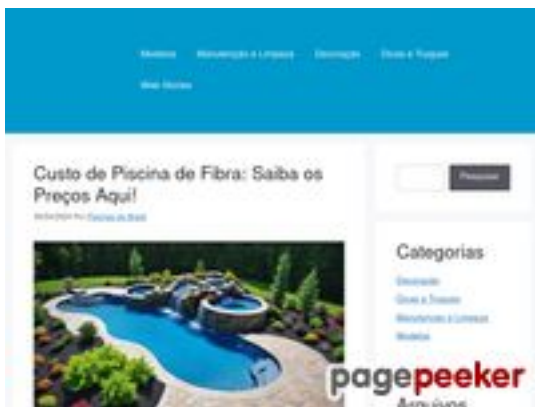 Modelos Manutenção e Limpeza Decoração Dicas e Truques
Web Stories
Custo de Piscina de Fibra: Saiba os
Preços Aqui!
Pesquisar
Categorias
Decoração
Dicas e Truques
Manutenção e Limpeza
Modelos
pagepeeker
Arquivos